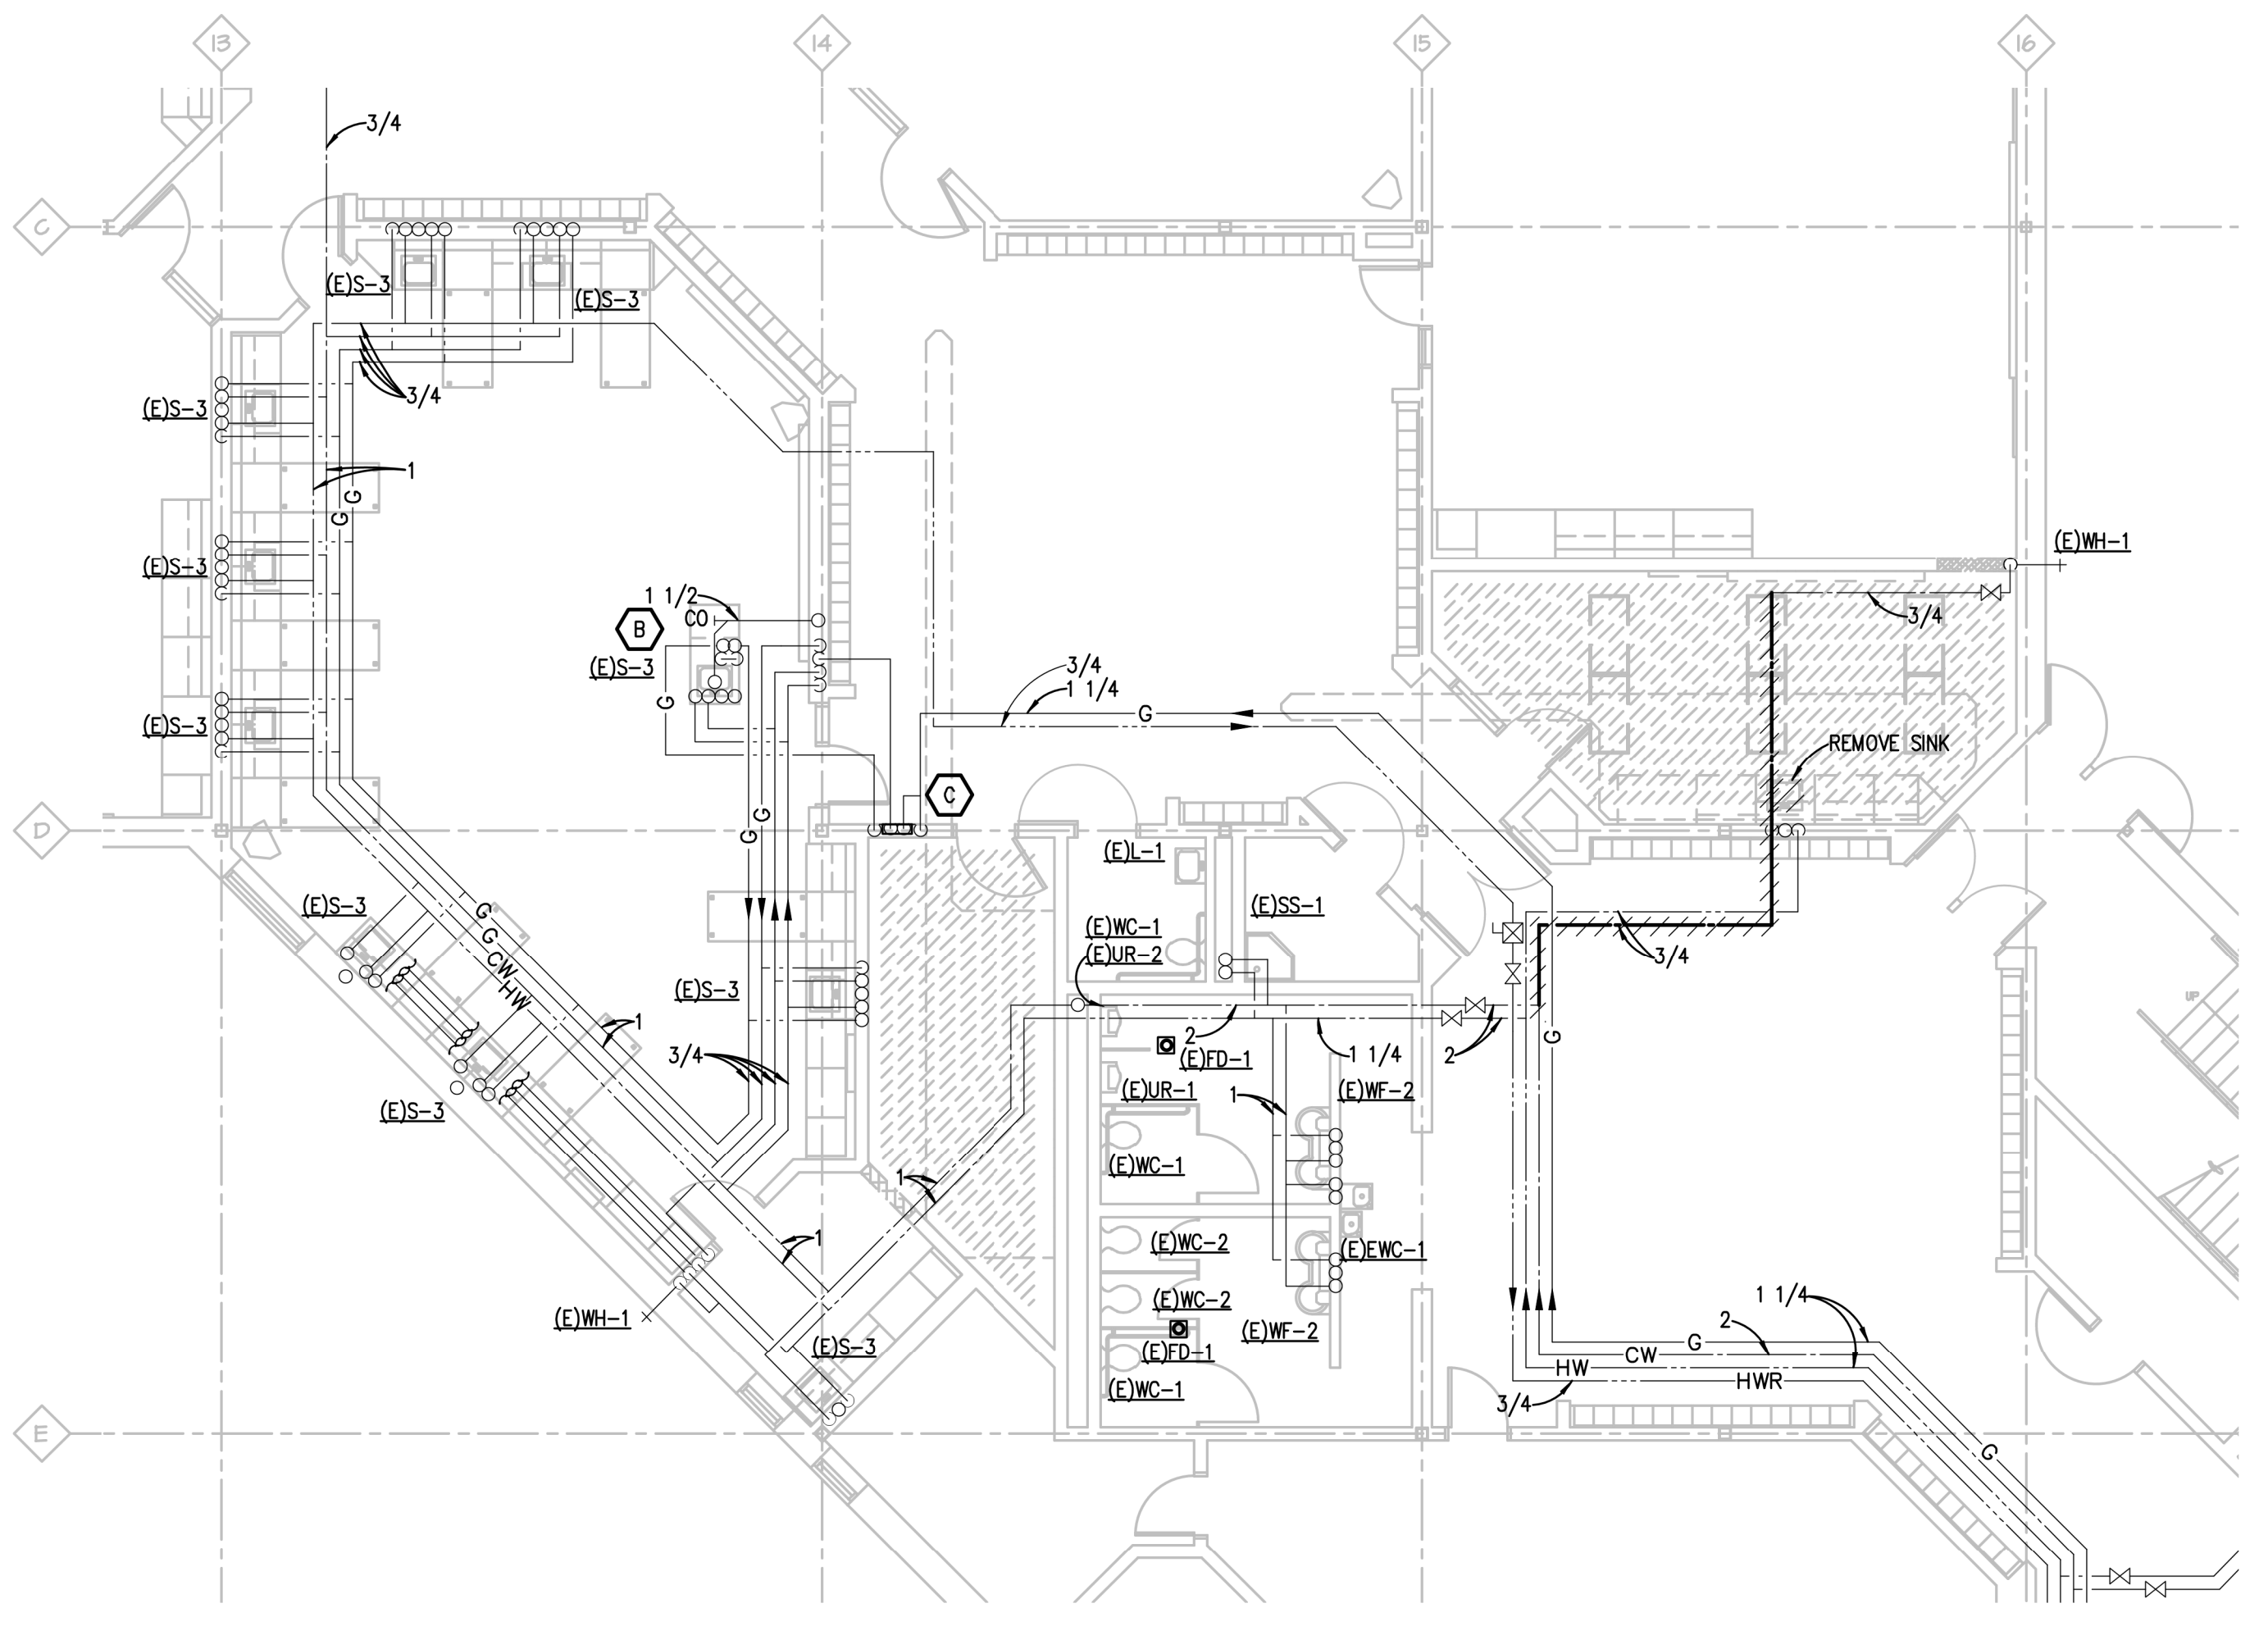 13
14
15
16
3/4
C
(E)S-3
(E)S-3
3/4
(E)S-3
1
G
G
(E)WH-1
(E)S-3
1 1/2
CO
B
(E)S-3
3/4
3/4
1 1/4
G
(E)S-3
G
REMOVE SINK
C
G
G
D
(E)L-1
(E)S-3
G
(E)SS-1
(E)WC-1
(E)UR-2
G
CW
3/4
HW
(E)S-3
UP
1
2
G
3/4
1 1/4
2
(E)FD-1
(E)UR-1
1
(E)WF-2
(E)S-3
(E)WC-1
1
1
(E)WC-2
(E)EWC-1
(E)WC-2
1 1/4
(E)WH-1
2
(E)WF-2
(E)S-3
(E)FD-1
G
CW
HW
HWR
(E)WC-1
3/4
E
G